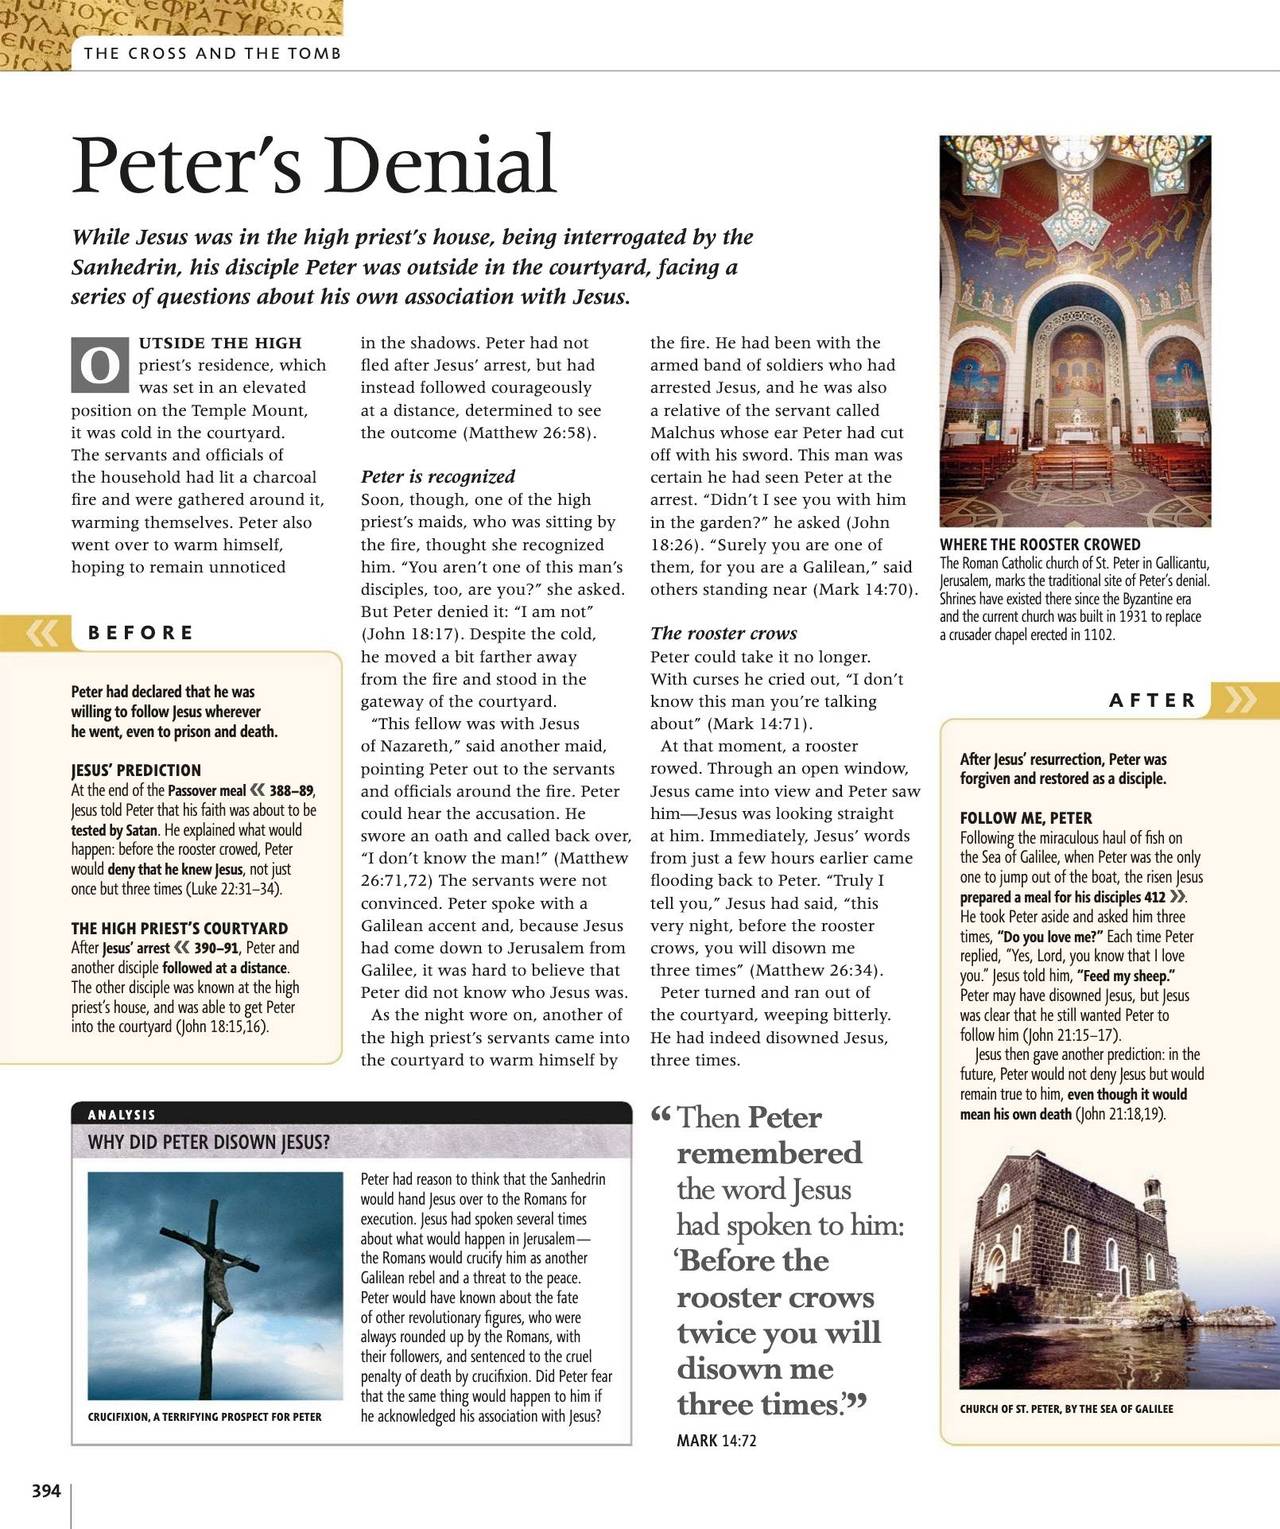 THE CROSS AND THE TOMB
Peter’s Denial
While Jesus was in the high priest’s house, being interrogated by the
Sanhedrin, his disciple Peter was outside in the courtyard, facing a
series of questions about his own association with Jesus.
OUTSIDE THE HIGH
priest’s residence, which
was set in an elevated
position on the Temple Mount,
it was cold in the courtyard.
The servants and officials of
the household had lit a charcoal
fire and were gathered around it,
warming themselves. Peter also
went over to warm himself,
hoping to remain unnoticed
in the shadows. Peter had not
fled after Jesus’ arrest, but had
instead followed courageously
at a distance, determined to see
the outcome (Matthew 26:58).
Peter is recognized
Soon, though, one of the high
priest’s maids, who was sitting by
the fire, thought she recognized
him. “You aren’t one of this man’s
disciples, too, are you?” she asked.
But Peter denied it: “I am not”
(John 18:17). Despite the cold,
he moved a bit farther away
from the fire and stood in the
gateway of the courtyard.
“This fellow was with Jesus
of Nazareth,” said another maid,
pointing Peter out to the servants
and officials around the fire. Peter
could hear the accusation. He
swore an oath and called back over,
“I don’t know the man!” (Matthew
26:71,72) The servants were not
convinced. Peter spoke with a
Galilean accent and, because Jesus
had come down to Jerusalem from
Galilee, it was hard to believe that
Peter did not know who Jesus was.
As the night wore on, another of
the high priest’s servants came into
the courtyard to warm himself by
the fire. He had been with the
armed band of soldiers who had
arrested Jesus, and he was also
a relative of the servant called
Malchus whose ear Peter had cut
off with his sword. This man was
certain he had seen Peter at the
arrest. “Didn’t I see you with him
in the garden?” he asked (John
18:26). “Surely you are one of
them, for you are a Galilean,” said
others standing near (Mark 14:70).
The rooster crows
Peter could take it no longer.
With curses he cried out, “I don’t
know this man you’re talking
about” (Mark 14:71).
At that moment, a rooster
rowed. Through an open window,
Jesus came into view and Peter saw
him—Jesus was looking straight
at him. Immediately, Jesus’ words
from just a few hours earlier came
flooding back to Peter. “Truly I
tell you,” Jesus had said, “this
very night, before the rooster
crows, you will disown me
three times” (Matthew 26:34).
Peter turned and ran out of
the courtyard, weeping bitterly.
He had indeed disowned Jesus,
three times.
WHERE THE ROOSTER CROWED
The Roman Catholic church of St. Peter in Gallicantu,
Jerusalem, marks the traditional site of Peter’s denial.
Shrines have existed there since the Byzantine era
and the current church was built in 1931 to replace
a crusader chapel erected in 1102.
« BEFORE
Peter had declared that he was
willing to follow Jesus wherever
he went, even to prison and death.
JESUS’ PREDICTION
At the end of the Passover meal « 388–89,
Jesus told Peter that his faith was about to be
tested by Satan. He explained what would
happen: before the rooster crowed, Peter
would deny that he knew Jesus, not just
once but three times (Luke 22:31–34).
THE HIGH PRIEST’S COURTYARD
After Jesus’ arrest « 390–91, Peter and
another disciple followed at a distance.
The other disciple was known at the high
priest’s house, and was able to get Peter
into the courtyard (John 18:15,16).
AFTER »
After Jesus’ resurrection, Peter was
forgiven and restored as a disciple.
FOLLOW ME, PETER
Following the miraculous haul of fish on
the Sea of Galilee, when Peter was the only
one to jump out of the boat, the risen Jesus
prepared a meal for his disciples 412 ».
He took Peter aside and asked him three
times, “Do you love me?” Each time Peter
replied, “Yes, Lord, you know that I love
you.” Jesus told him, “Feed my sheep.”
Peter may have disowned Jesus, but Jesus
was clear that he still wanted Peter to
follow him (John 21:15–17).
Jesus then gave another prediction: in the
future, Peter would not deny Jesus but would
remain true to him, even though it would
mean his own death (John 21:18,19).
CHURCH OF ST. PETER, BY THE SEA OF GALILEE
ANALYSIS
WHY DID PETER DISOWN JESUS?
CRUCIFIXION, A TERRIFYING PROSPECT FOR PETER
Peter had reason to think that the Sanhedrin
would hand Jesus over to the Romans for
execution. Jesus had spoken several times
about what would happen in Jerusalem—
the Romans would crucify him as another
Galilean rebel and a threat to the peace.
Peter would have known about the fate
of other revolutionary figures, who were
always rounded up by the Romans, with
their followers, and sentenced to the cruel
penalty of death by crucifixion. Did Peter fear
that the same thing would happen to him if
he acknowledged his association with Jesus?
“Then Peter
remembered
the word Jesus
had spoken to him:
‘Before the
rooster crows
twice you will
disown me
three times.’”
MARK 14:72
394